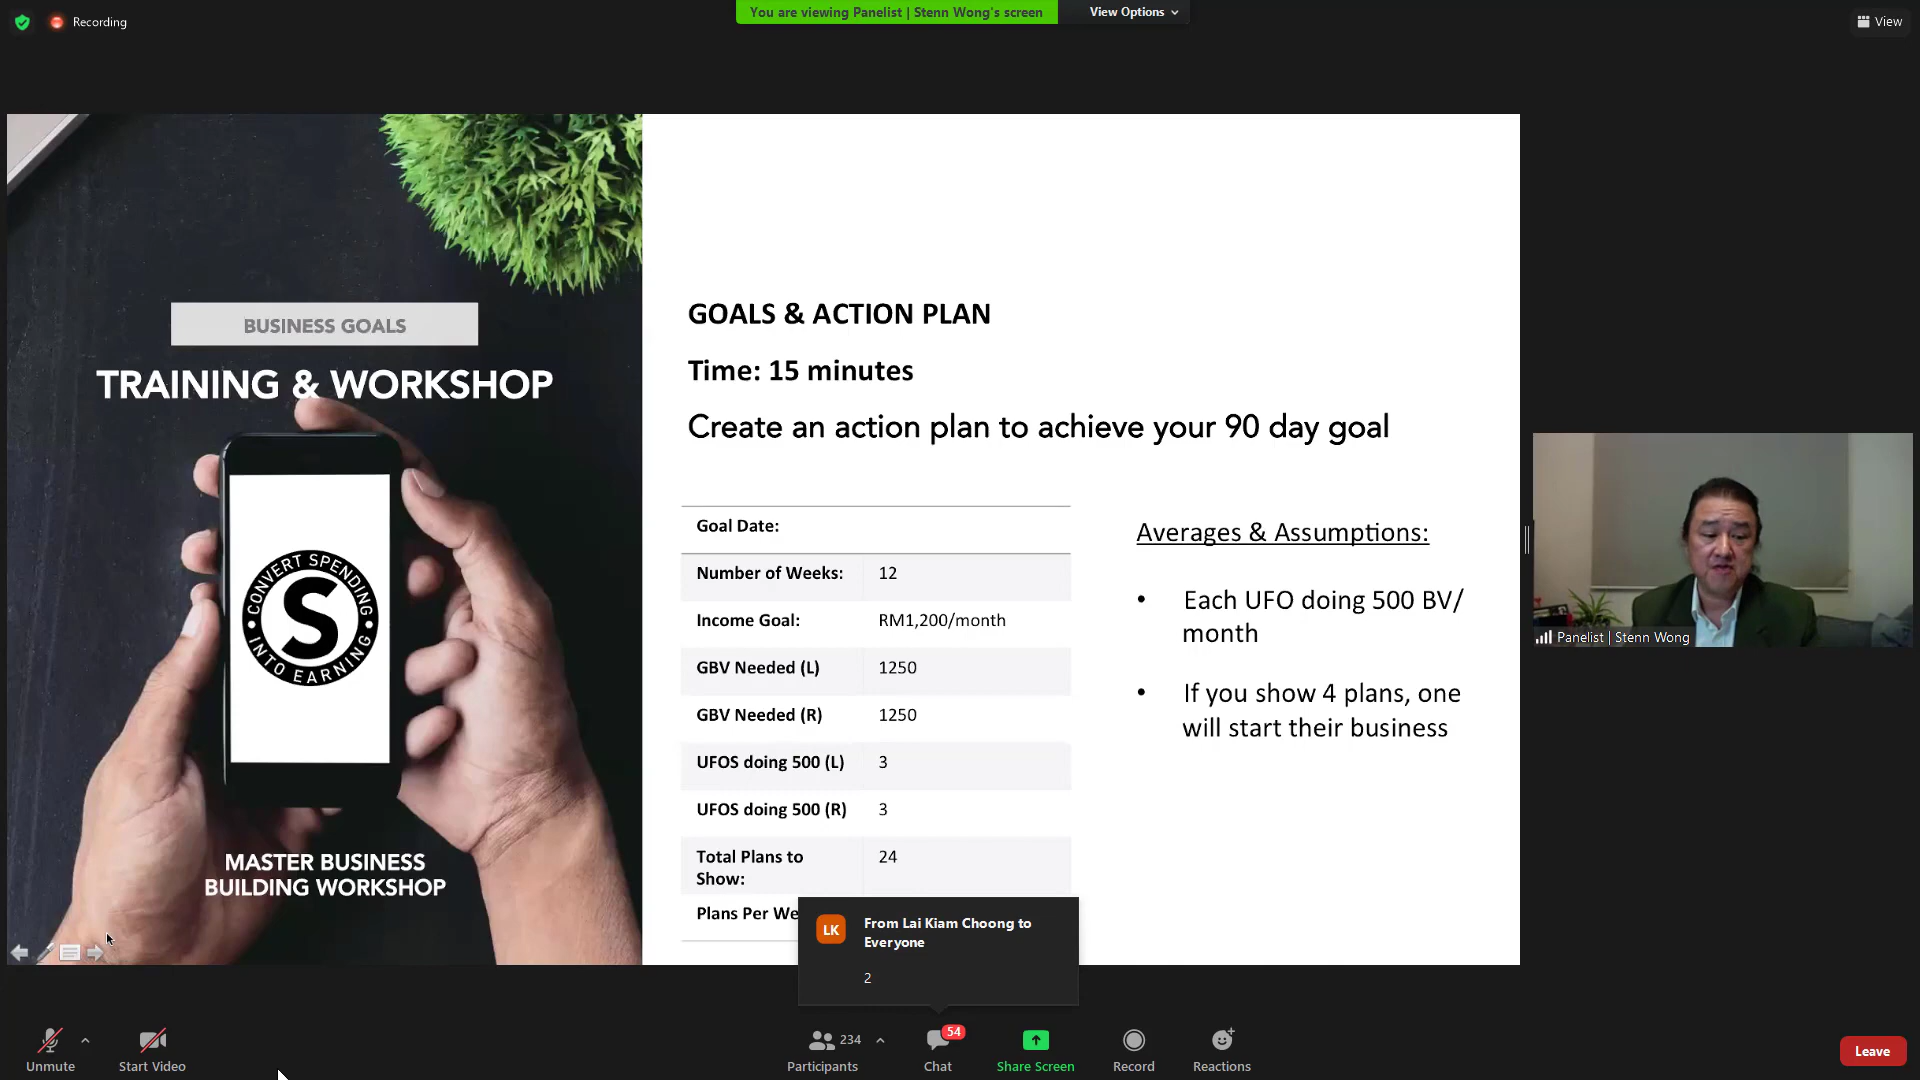 Recording
You are viewing Panelist | Stenn Wong's screen
View Options
View
BUSINESS GOALS
TRAINING & WORKSHOP
CONVERT SPENDING
S
INTO EARNING
MASTER BUSINESS
BUILDING WORKSHOP
GOALS & ACTION PLAN
Time: 15 minutes
Create an action plan to achieve your 90 day goal
Goal Date:
Number of Weeks: 12
Income Goal: RM1,200/month
GBV Needed (L) 1250
GBV Needed (R) 1250
UFOS doing 500 (L) 3
UFOS doing 500 (R) 3
Total Plans to 24
Show:
Plans Per We
Averages & Assumptions:
• Each UFO doing 500 BV/
month
• If you show 4 plans, one
will start their business
Panelist | Stenn Wong
LK
From Lai Kiam Choong to
Everyone
2
Unmute
Start Video
234
Participants
54
Chat
Share Screen
Record
Reactions
Leave